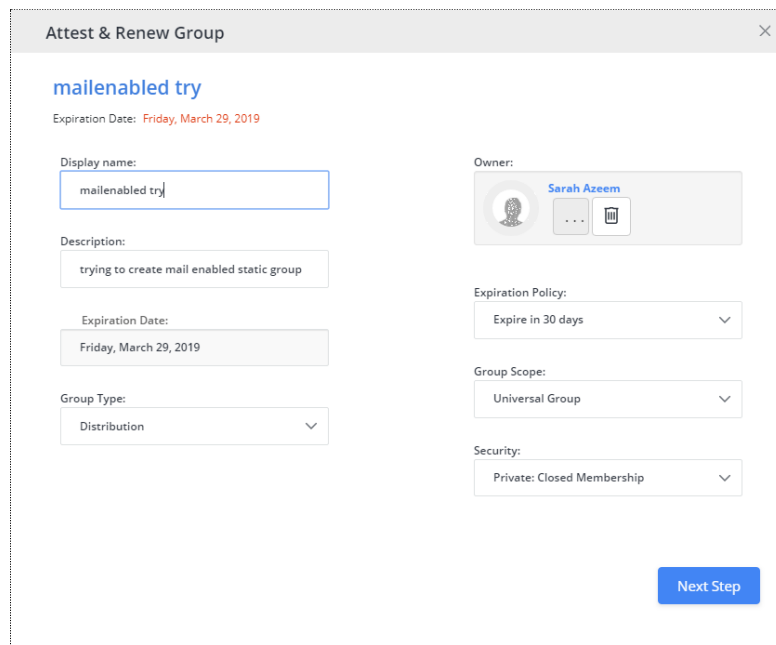 Attest & Renew Group
mailenabled try
Expiration Date: Friday, March 29, 2019
Display name:
mailenabled try
Description:
trying to create mail enabled static group
Expiration Date:
Friday, March 29, 2019
Group Type:
Distribution
Owner:
Sarah Azeem
...
Expiration Policy:
Expire in 30 days
Group Scope:
Universal Group
Security:
Private: Closed Membership
Next Step